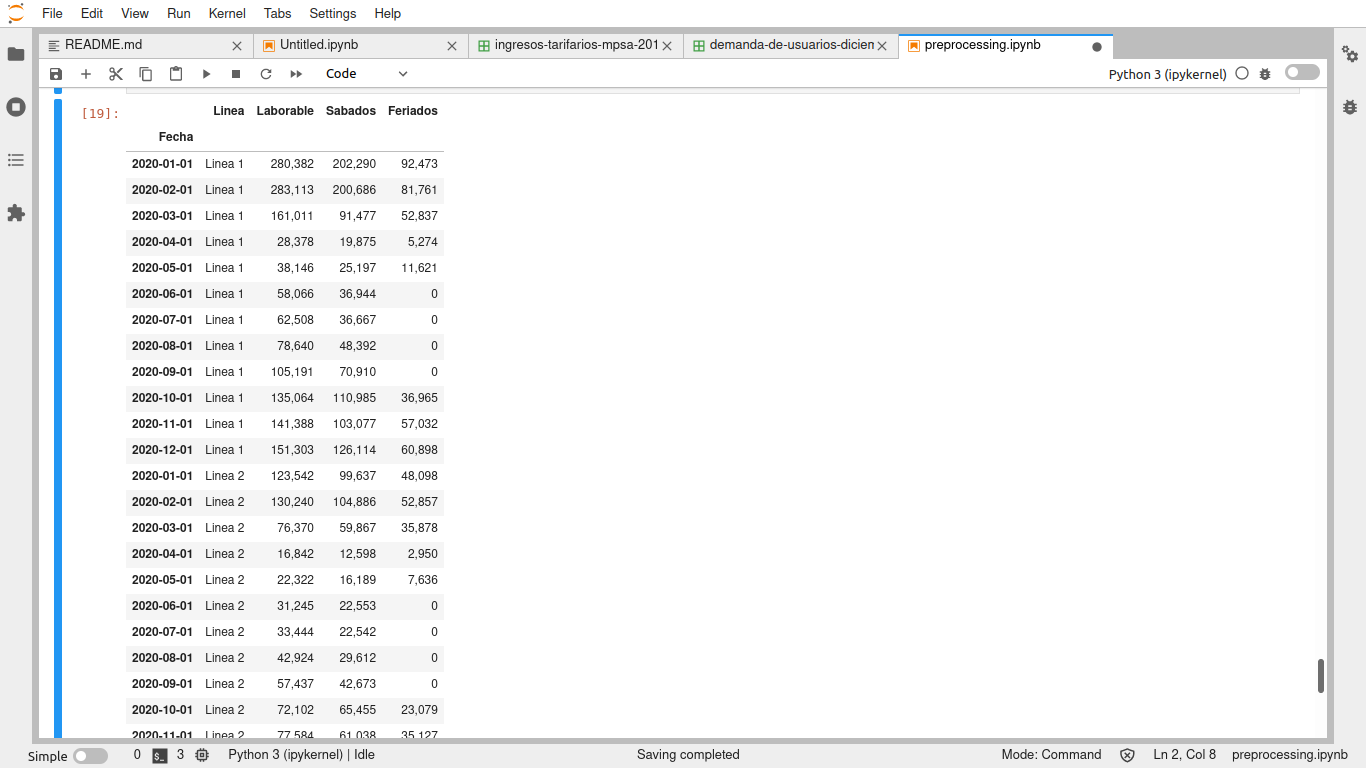 File Edit View Run Kernel Tabs Settings Help
README.md Untitled.ipynb ingresos-tarifarios-mpsa-201 demanda-de-usuarios-dicien preprocessing.ipynb
Code Python 3 (ipykernel)
[19]: Linea Laborable Sabados Feriados
Fecha
2020-01-01 Linea 1 280,382 202,290 92,473
2020-02-01 Linea 1 283,113 200,686 81,761
2020-03-01 Linea 1 161,011 91,477 52,837
2020-04-01 Linea 1 28,378 19,875 5,274
2020-05-01 Linea 1 38,146 25,197 11,621
2020-06-01 Linea 1 58,066 36,944 0
2020-07-01 Linea 1 62,508 36,667 0
2020-08-01 Linea 1 78,640 48,392 0
2020-09-01 Linea 1 105,191 70,910 0
2020-10-01 Linea 1 135,064 110,985 36,965
2020-11-01 Linea 1 141,388 103,077 57,032
2020-12-01 Linea 1 151,303 126,114 60,898
2020-01-01 Linea 2 123,542 99,637 48,098
2020-02-01 Linea 2 130,240 104,886 52,857
2020-03-01 Linea 2 76,370 59,867 35,878
2020-04-01 Linea 2 16,842 12,598 2,950
2020-05-01 Linea 2 22,322 16,189 7,636
2020-06-01 Linea 2 31,245 22,553 0
2020-07-01 Linea 2 33,444 22,542 0
2020-08-01 Linea 2 42,924 29,612 0
2020-09-01 Linea 2 57,437 42,673 0
2020-10-01 Linea 2 72,102 65,455 23,079
2020-11-01 Linea 2 77,584 61,038 35,127
Simple 0 $_ 3 Python 3 (ipykernel) | Idle Saving completed Mode: Command Ln 2, Col 8 preprocessing.ipynb